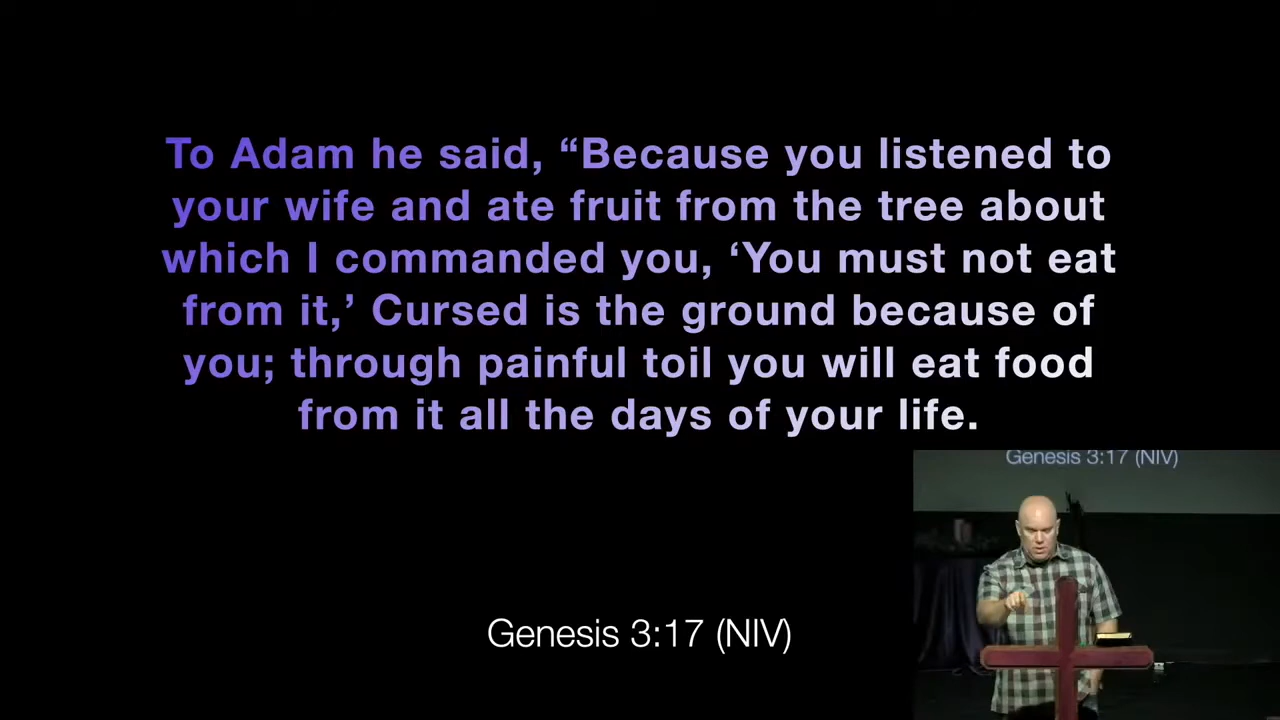 To Adam he said, “Because you listened to
your wife and ate fruit from the tree about
which I commanded you, ‘You must not eat
from it,’ Cursed is the ground because of
you; through painful toil you will eat food
from it all the days of your life.
Genesis 3:17 (NIV)
Genesis 3:17 (NIV)